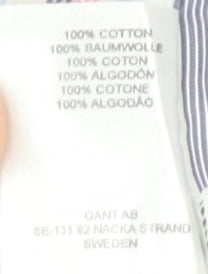 100% COTTON
100% BAUMWOLLE
100% COTON
100% ALGODÓN
100% COTONE
100% ALGODÃO
GANT AB
SE-131 92 NACKA STRAND
SWEDEN